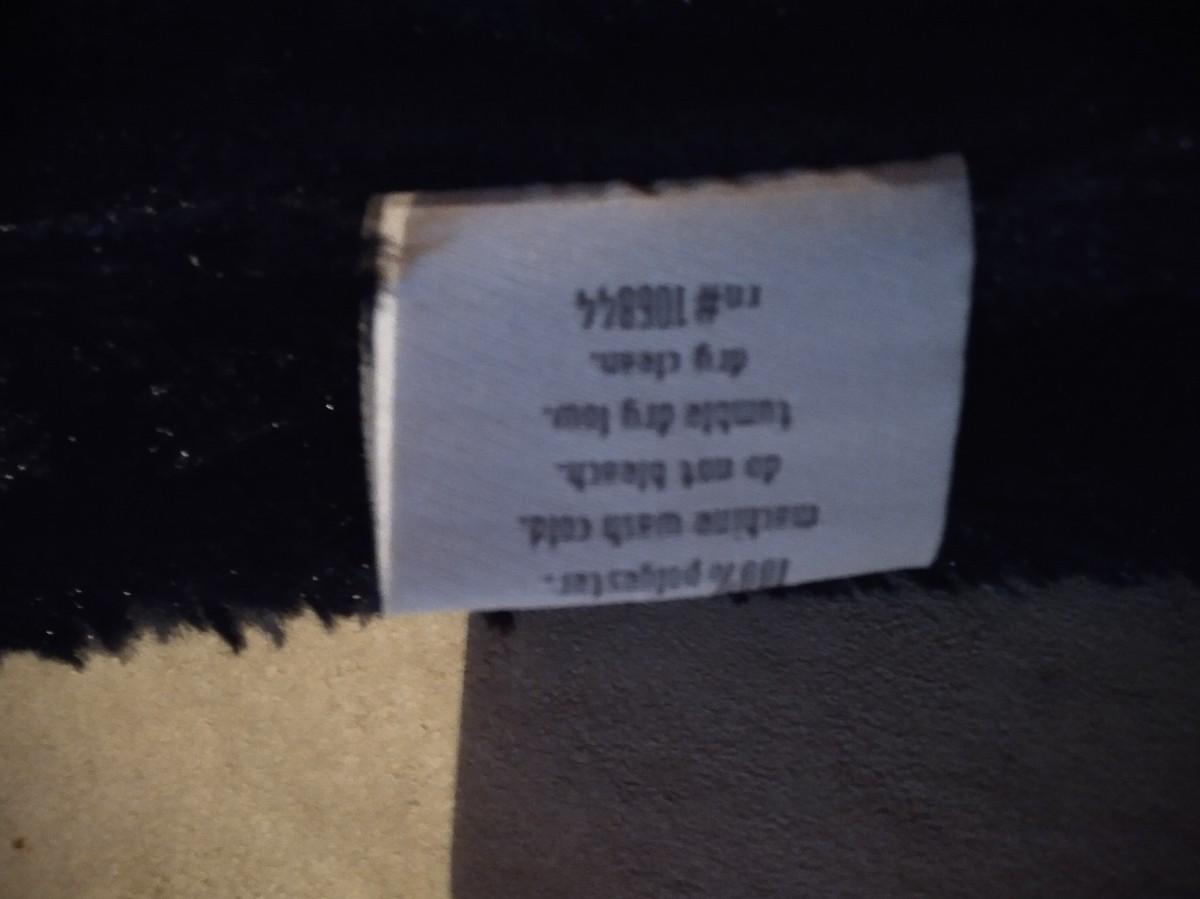 100% polyester.
machine wash cold.
do not bleach.
tumble dry low.
dry clean.
rn# 106844